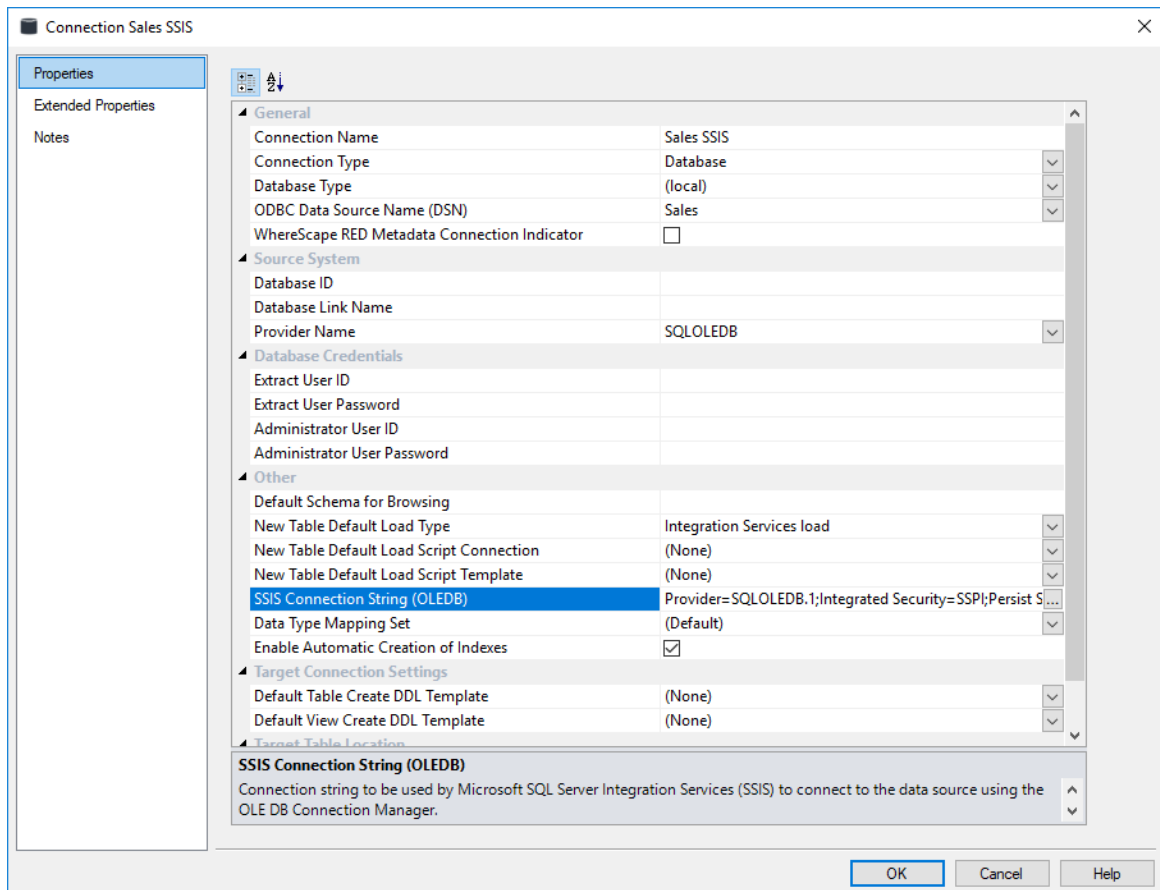 Connection Sales SSIS
Properties
Extended Properties
Notes
General
Connection Name Sales SSIS
Connection Type Database
Database Type (local)
ODBC Data Source Name (DSN) Sales
WhereScape RED Metadata Connection Indicator
Source System
Database ID
Database Link Name
Provider Name SQLOLEDB
Database Credentials
Extract User ID
Extract User Password
Administrator User ID
Administrator User Password
Other
Default Schema for Browsing
New Table Default Load Type Integration Services load
New Table Default Load Script Connection (None)
New Table Default Load Script Template (None)
SSIS Connection String (OLEDB) Provider=SQLOLEDB.1;Integrated Security=SSPI;Persist S...
Data Type Mapping Set (Default)
Enable Automatic Creation of Indexes
Target Connection Settings
Default Table Create DDL Template (None)
Default View Create DDL Template (None)
Target Table Location
SSIS Connection String (OLEDB)
Connection string to be used by Microsoft SQL Server Integration Services (SSIS) to connect to the data source using the
OLE DB Connection Manager.
OK Cancel Help